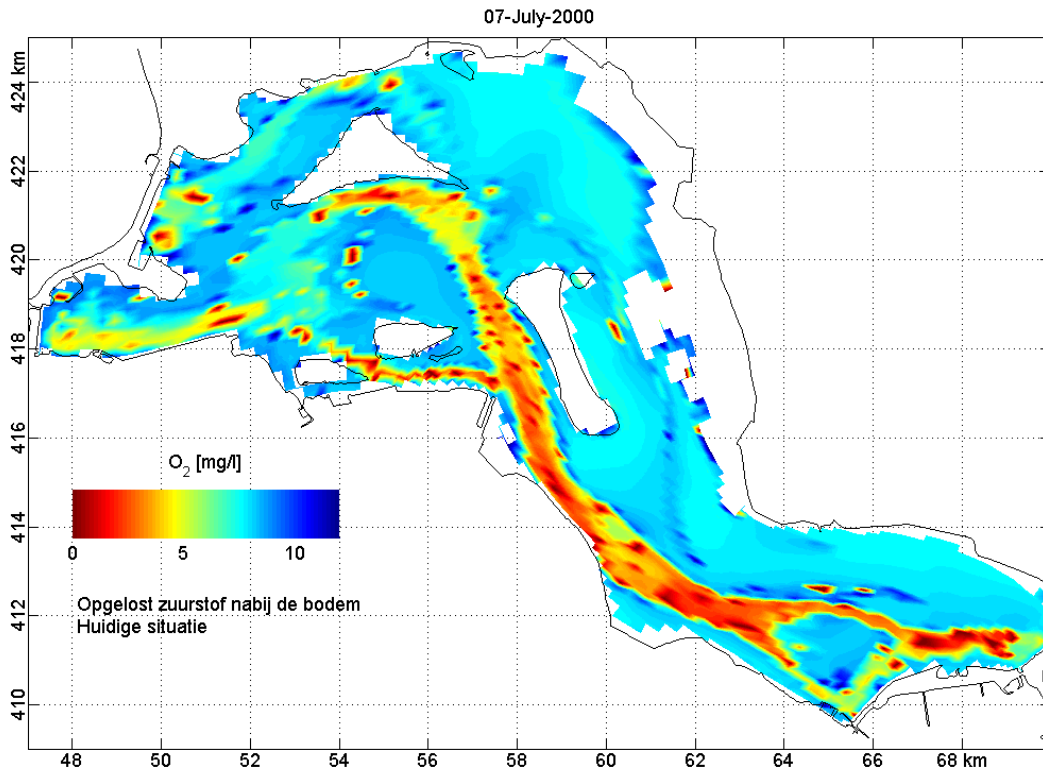 07-July-2000
424 km
422
420
418
416
414
412
410
O2 [mg/l]
0 5 10
Opgelost zuurstof nabij de bodem
Huidige situatie
48 50 52 54 56 58 60 62 64 66 68 km